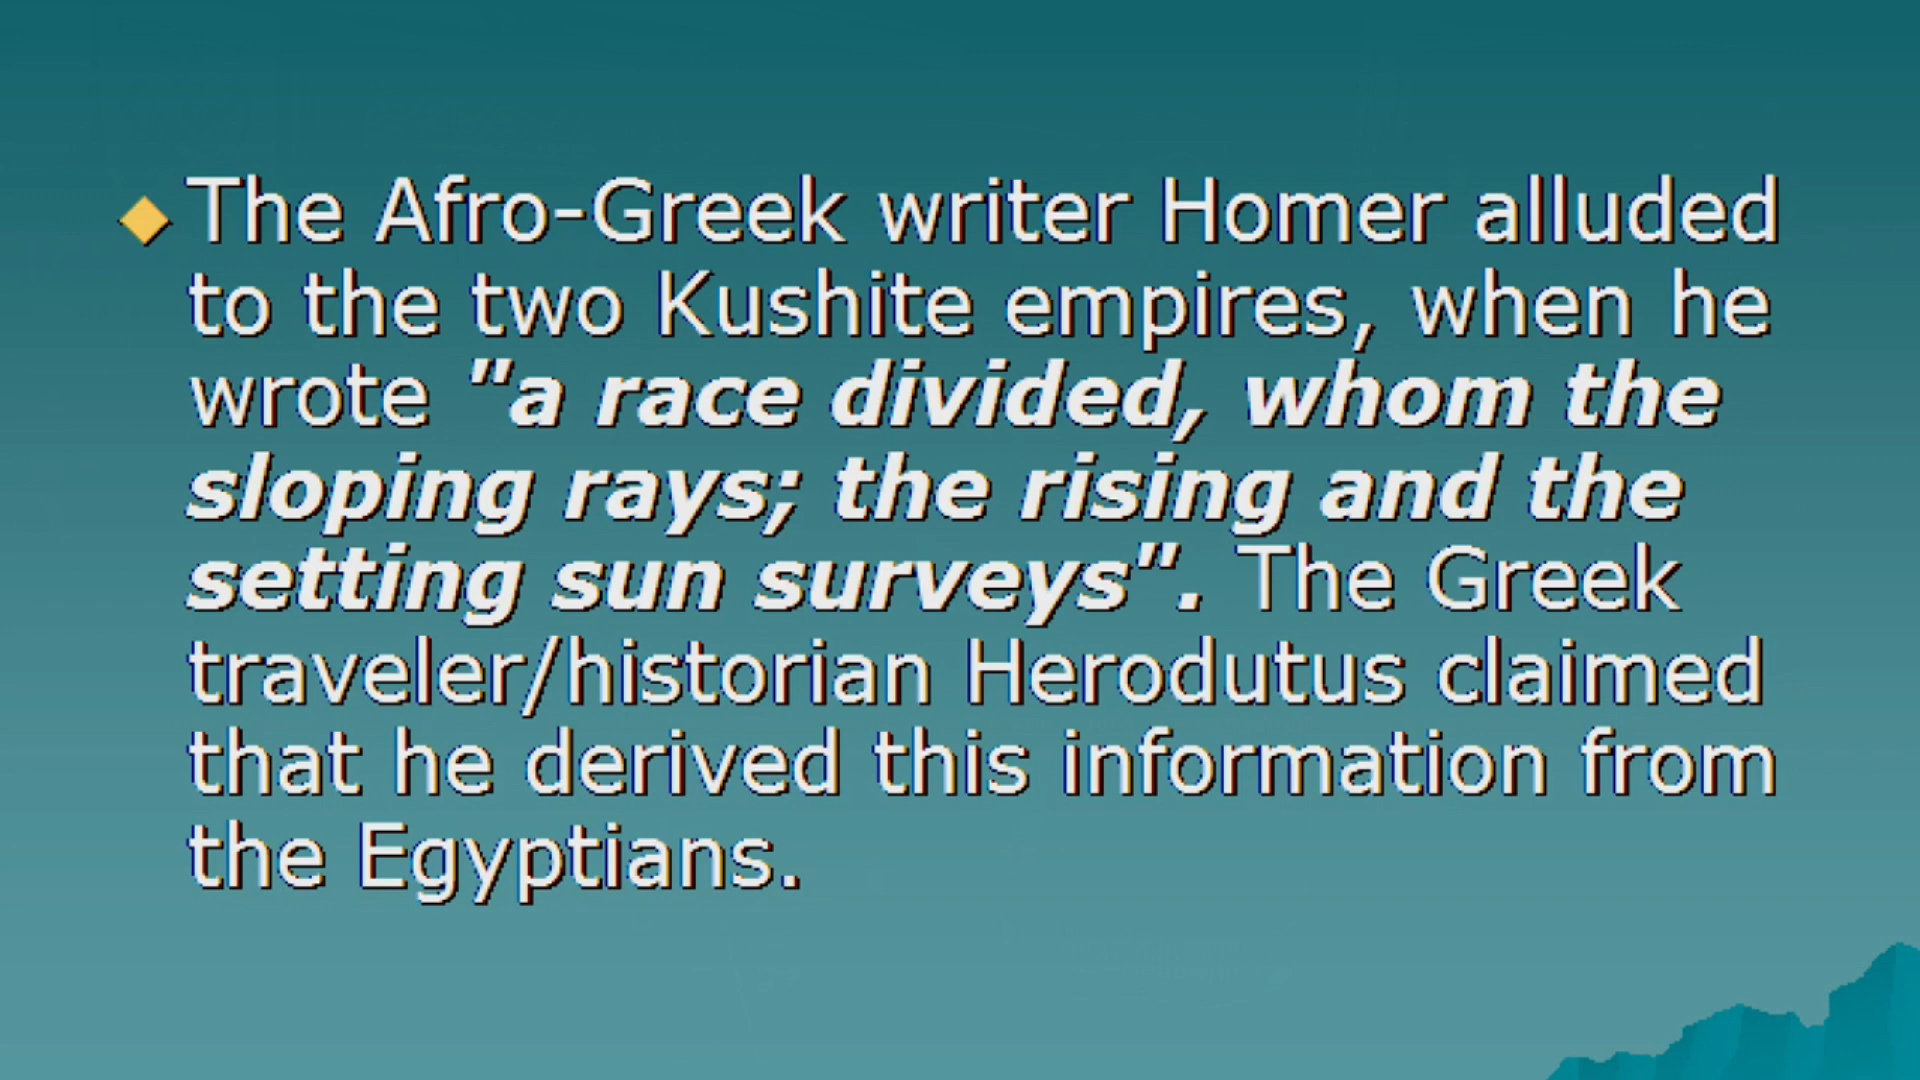 The Afro-Greek writer Homer alluded
to the two Kushite empires, when he
wrote "a race divided, whom the
sloping rays; the rising and the
setting sun surveys". The Greek
traveler/historian Herodutus claimed
that he derived this information from
the Egyptians.